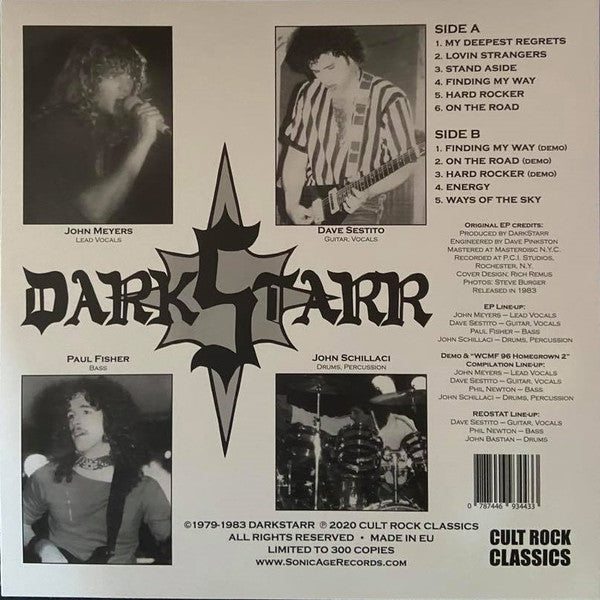 SIDE A
1. MY DEEPEST REGRETS
2. LOVIN STRANGERS
3. STAND ASIDE
4. FINDING MY WAY
5. HARD ROCKER
6. ON THE ROAD
SIDE B
1. FINDING MY WAY (DEMO)
2. ON THE ROAD (DEMO)
3. HARD ROCKER (DEMO)
4. ENERGY
5. WAYS OF THE SKY
JOHN MEYERS
LEAD VOCALS
DAVE SESTITO
GUITAR, VOCALS
DARKSTARR
PAUL FISHER
BASS
JOHN SCHILLACI
DRUMS, PERCUSSION
ORIGINAL EP CREDITS:
PRODUCED BY DARKSTARR
ENGINEERED BY DAVE PINKSTON
MASTERED AT MASTERDISC N.Y.C.
RECORDED AT P.C.I. STUDIOS,
ROCHESTER, N.Y.
COVER DESIGN: RICH REMUS
PHOTOS: STEVE BURGER
RELEASED IN 1983
EP LINE-UP:
JOHN MEYERS – LEAD VOCALS
DAVE SESTITO – GUITAR, VOCALS
PAUL FISHER – BASS
JOHN SCHILLACI – DRUMS, PERCUSSION
DEMO & "WCMF 96 HOMEGROWN 2"
COMPILATION LINE-UP:
JOHN MEYERS – LEAD VOCALS
DAVE SESTITO – GUITAR, VOCALS
PHIL NEWTON – BASS
JOHN SCHILLACI – DRUMS, PERCUSSION
REOSTAT LINE-UP:
DAVE SESTITO – GUITAR, VOCALS
PHIL NEWTON – BASS
JOHN BASTIAN – DRUMS
0 787446 934433
©1979-1983 DARKSTARR ℗ 2020 CULT ROCK CLASSICS
ALL RIGHTS RESERVED • MADE IN EU
LIMITED TO 300 COPIES
WWW.SONICAGERECORDS.COM
CULT ROCK
CLASSICS